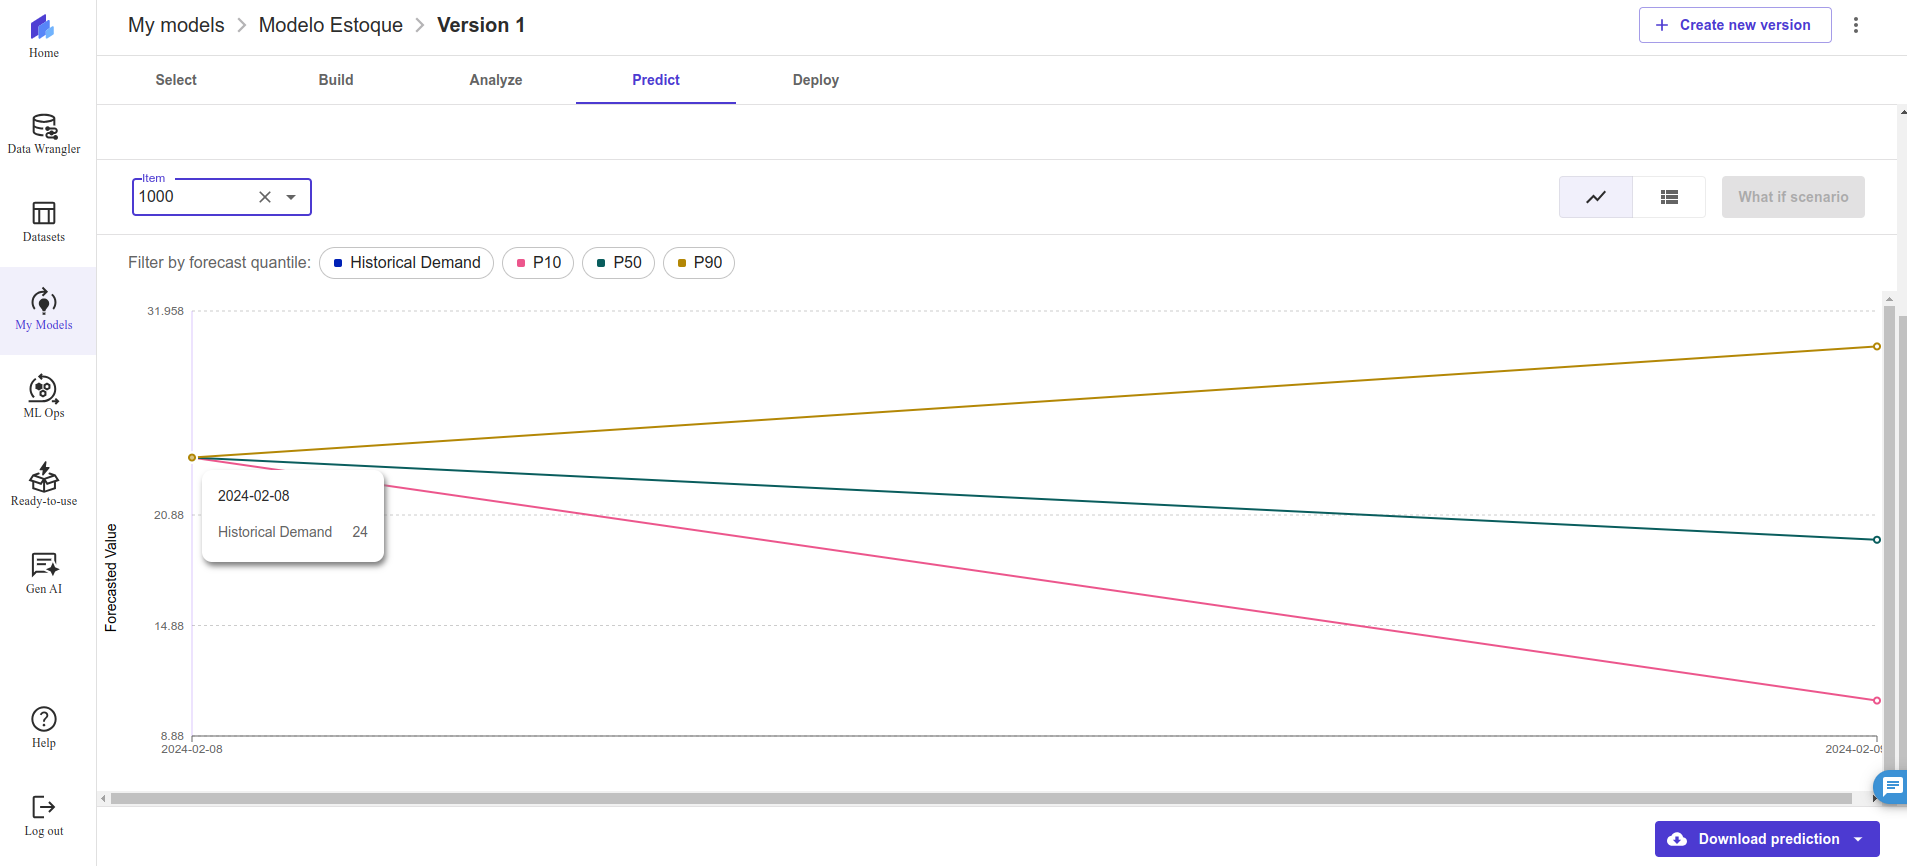 Home
Data Wrangler
Datasets
My Models
ML Ops
Ready-to-use
Gen AI
Help
Log out
My models > Modelo Estoque > Version 1
+ Create new version
Select Build Analyze Predict Deploy
Item
1000
What if scenario
Filter by forecast quantile: Historical Demand P10 P50 P90
Forecasted Value
31.958
20.88
14.88
8.88
2024-02-08
Historical Demand 24
2024-02-08
2024-02-0
Download prediction